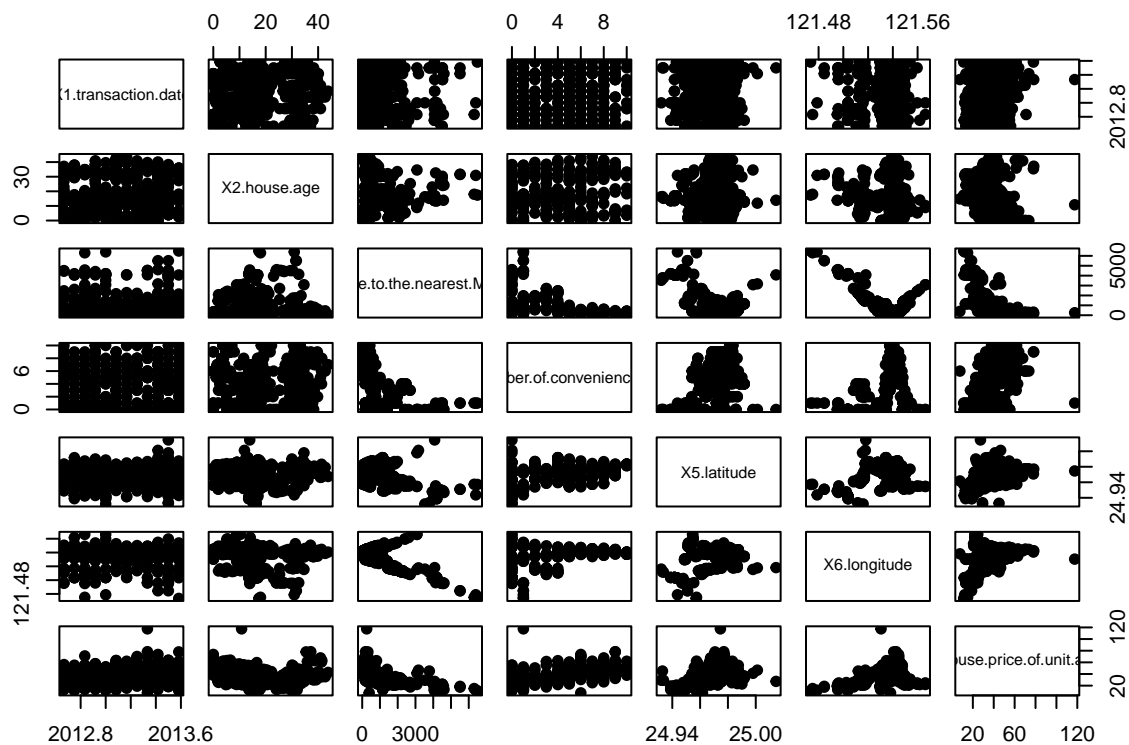 0 20 40 0 4 8 121.48 121.56
X1.transaction.dat
2012.8
0 30
X2.house.age
e.to.the.nearest.M
0 5000
0 6
ber.of.convenienc
X5.latitude
24.94
121.48
X6.longitude
use.price.of.unit.a
20 120
2012.8 2013.6 0 3000 24.94 25.00 20 60 120